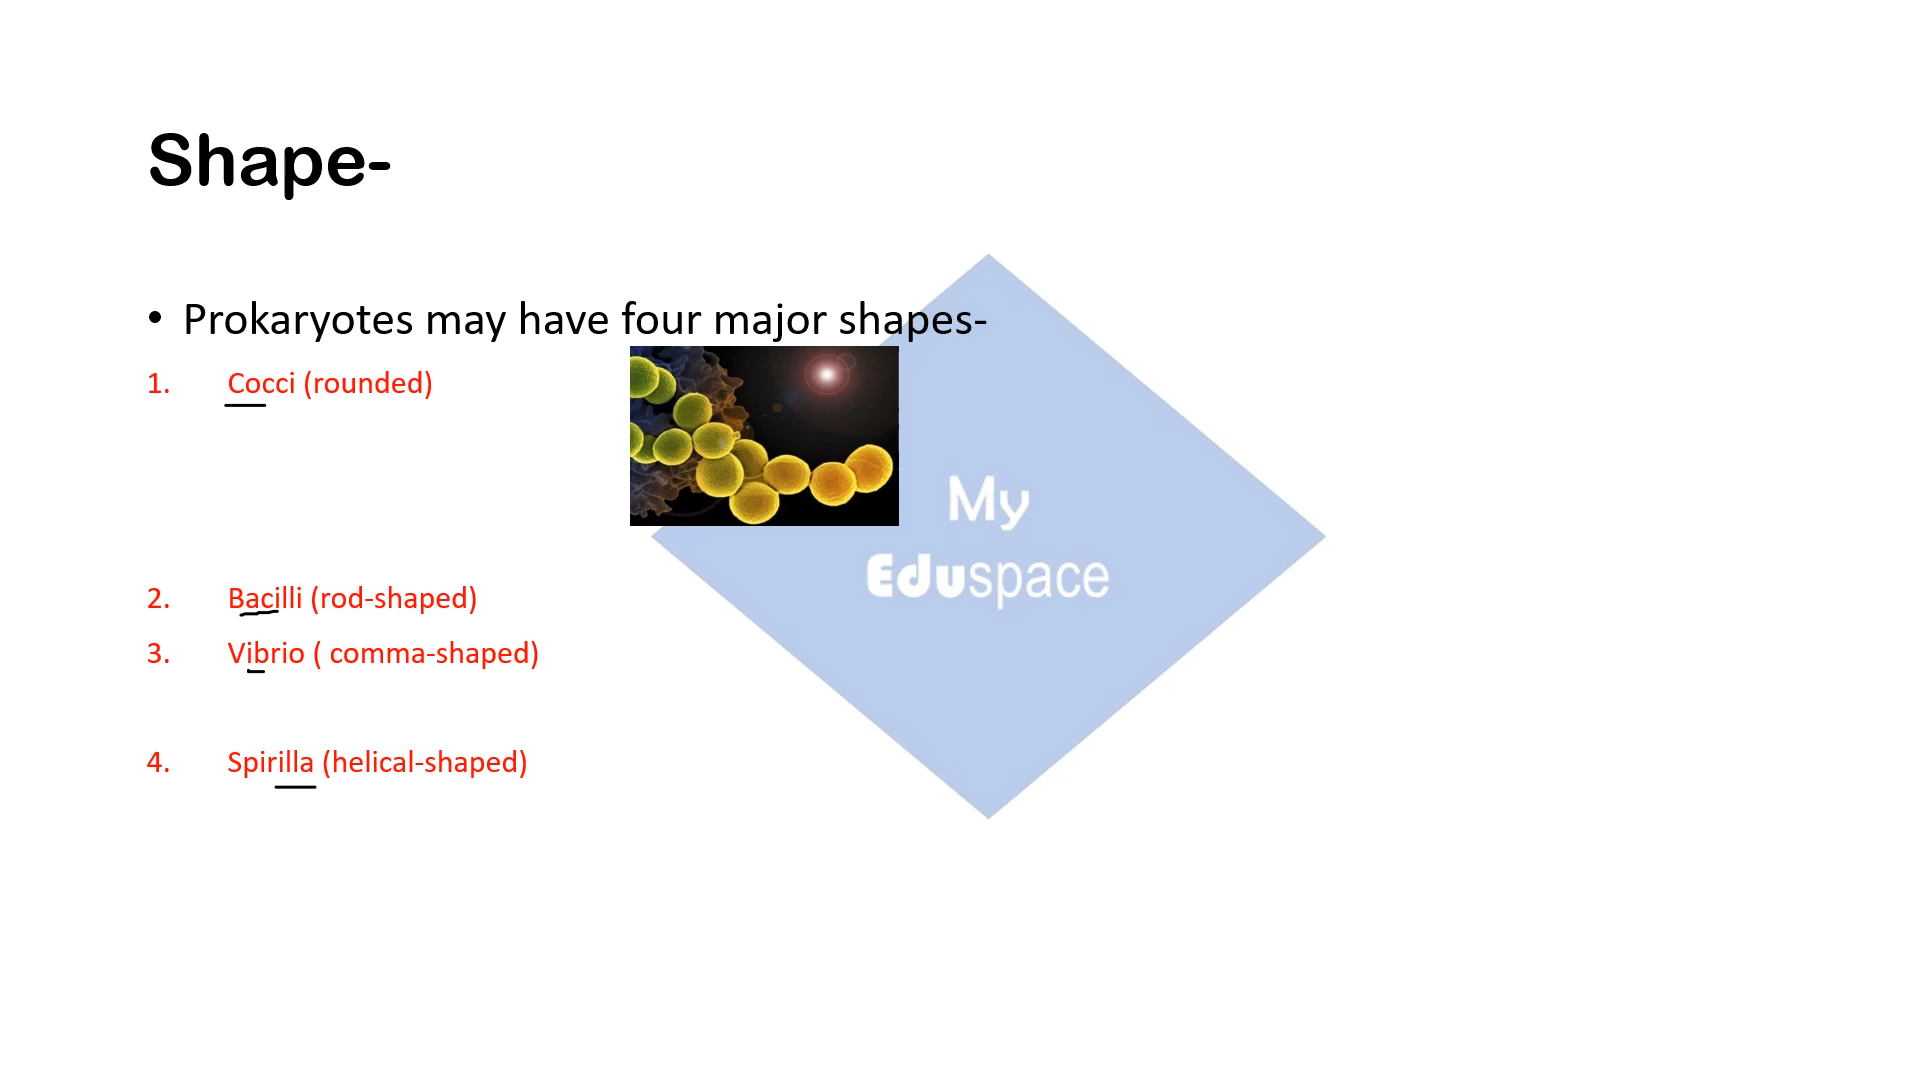 Shape-
• Prokaryotes may have four major shapes-
1. Cocci (rounded)
My
Eduspace
2. Bacilli (rod-shaped)
3. Vibrio ( comma-shaped)
4. Spirilla (helical-shaped)